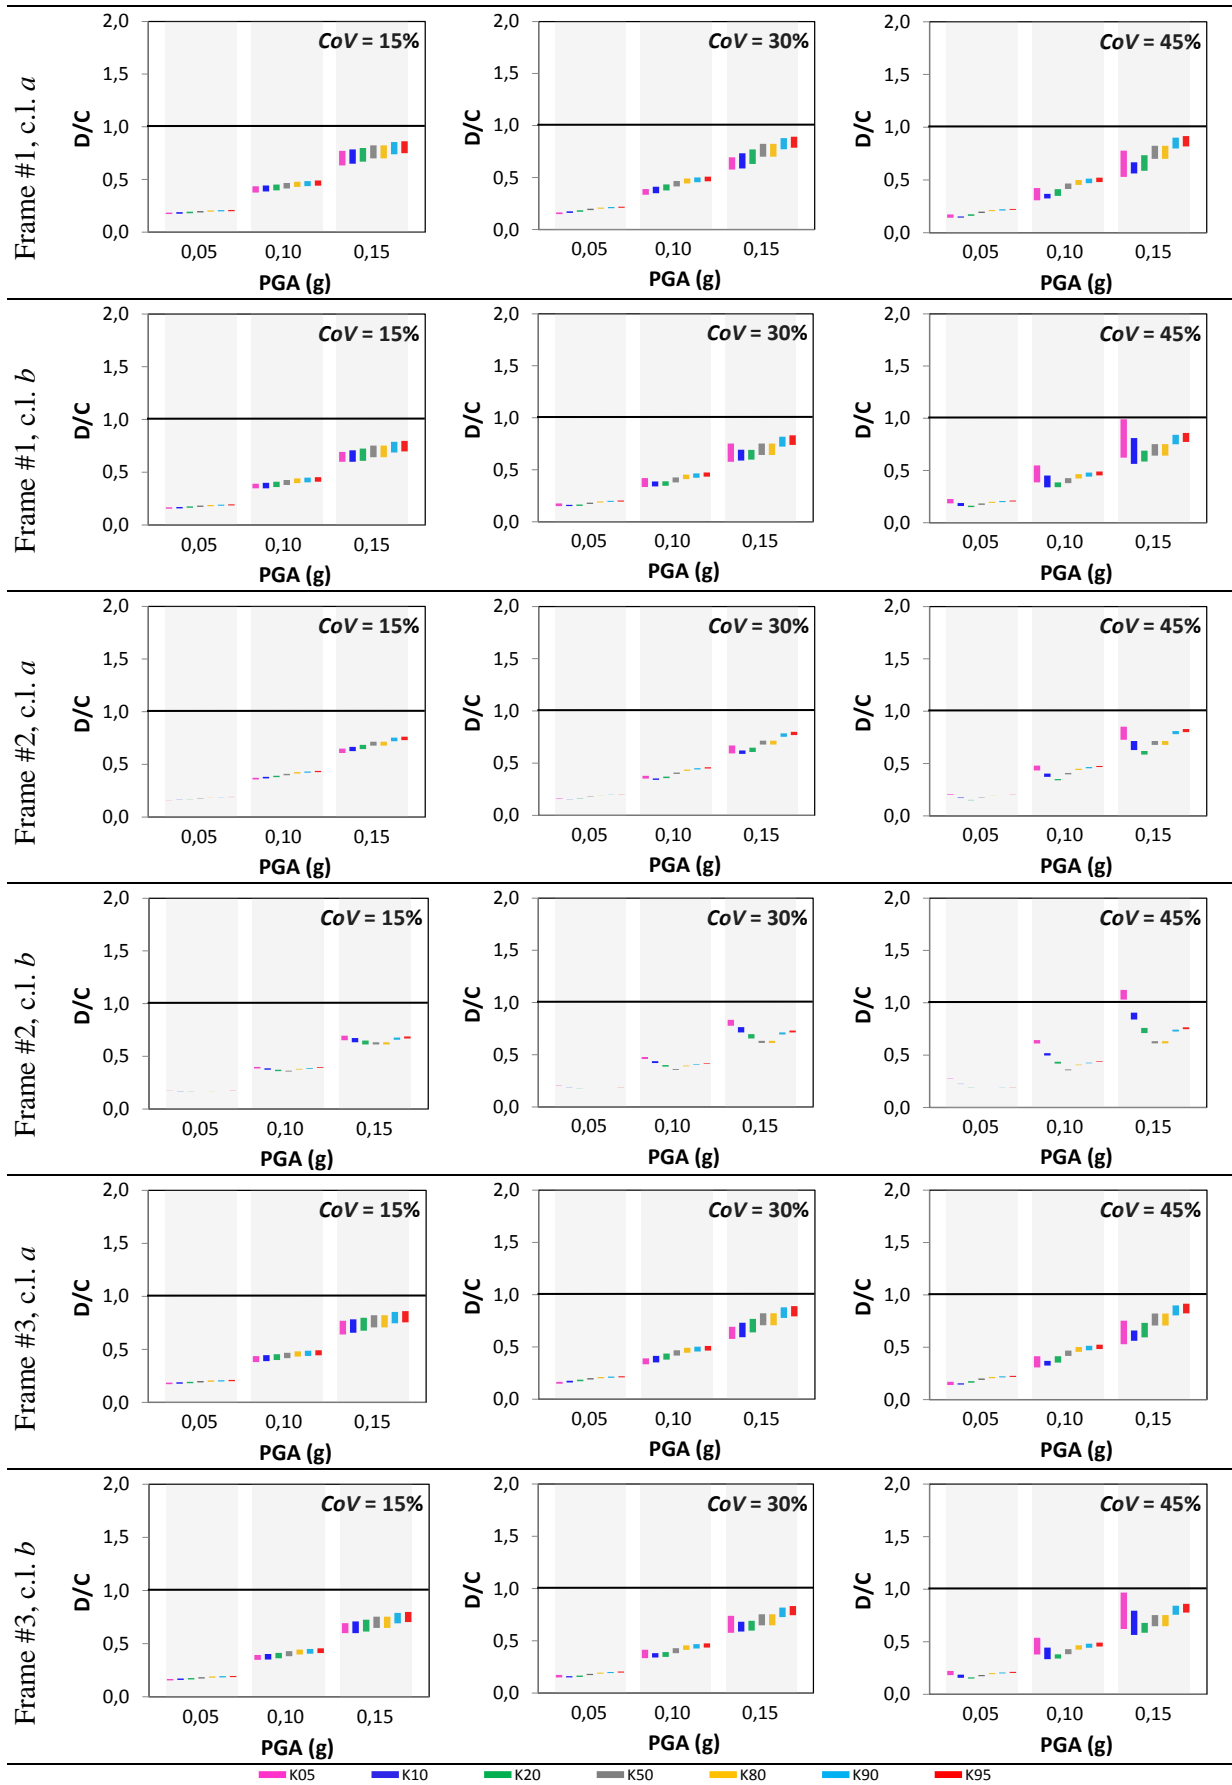 Frame #1, c.l. a
2,0
1,5
1,0
0,5
0,0
D/C
CoV = 15%
0,05 0,10 0,15
PGA (g)
2,0
1,5
1,0
0,5
0,0
D/C
CoV = 30%
0,05 0,10 0,15
PGA (g)
2,0
1,5
1,0
0,5
0,0
D/C
CoV = 45%
0,05 0,10 0,15
PGA (g)
Frame #1, c.l. b
2,0
1,5
1,0
0,5
0,0
D/C
CoV = 15%
0,05 0,10 0,15
PGA (g)
2,0
1,5
1,0
0,5
0,0
D/C
CoV = 30%
0,05 0,10 0,15
PGA (g)
2,0
1,5
1,0
0,5
0,0
D/C
CoV = 45%
0,05 0,10 0,15
PGA (g)
Frame #2, c.l. a
2,0
1,5
1,0
0,5
0,0
D/C
CoV = 15%
0,05 0,10 0,15
PGA (g)
2,0
1,5
1,0
0,5
0,0
D/C
CoV = 30%
0,05 0,10 0,15
PGA (g)
2,0
1,5
1,0
0,5
0,0
D/C
CoV = 45%
0,05 0,10 0,15
PGA (g)
Frame #2, c.l. b
2,0
1,5
1,0
0,5
0,0
D/C
CoV = 15%
0,05 0,10 0,15
PGA (g)
2,0
1,5
1,0
0,5
0,0
D/C
CoV = 30%
0,05 0,10 0,15
PGA (g)
2,0
1,5
1,0
0,5
0,0
D/C
CoV = 45%
0,05 0,10 0,15
PGA (g)
Frame #3, c.l. a
2,0
1,5
1,0
0,5
0,0
D/C
CoV = 15%
0,05 0,10 0,15
PGA (g)
2,0
1,5
1,0
0,5
0,0
D/C
CoV = 30%
0,05 0,10 0,15
PGA (g)
2,0
1,5
1,0
0,5
0,0
D/C
CoV = 45%
0,05 0,10 0,15
PGA (g)
Frame #3, c.l. b
2,0
1,5
1,0
0,5
0,0
D/C
CoV = 15%
0,05 0,10 0,15
PGA (g)
2,0
1,5
1,0
0,5
0,0
D/C
CoV = 30%
0,05 0,10 0,15
PGA (g)
2,0
1,5
1,0
0,5
0,0
D/C
CoV = 45%
0,05 0,10 0,15
PGA (g)
K05 K10 K20 K50 K80 K90 K95